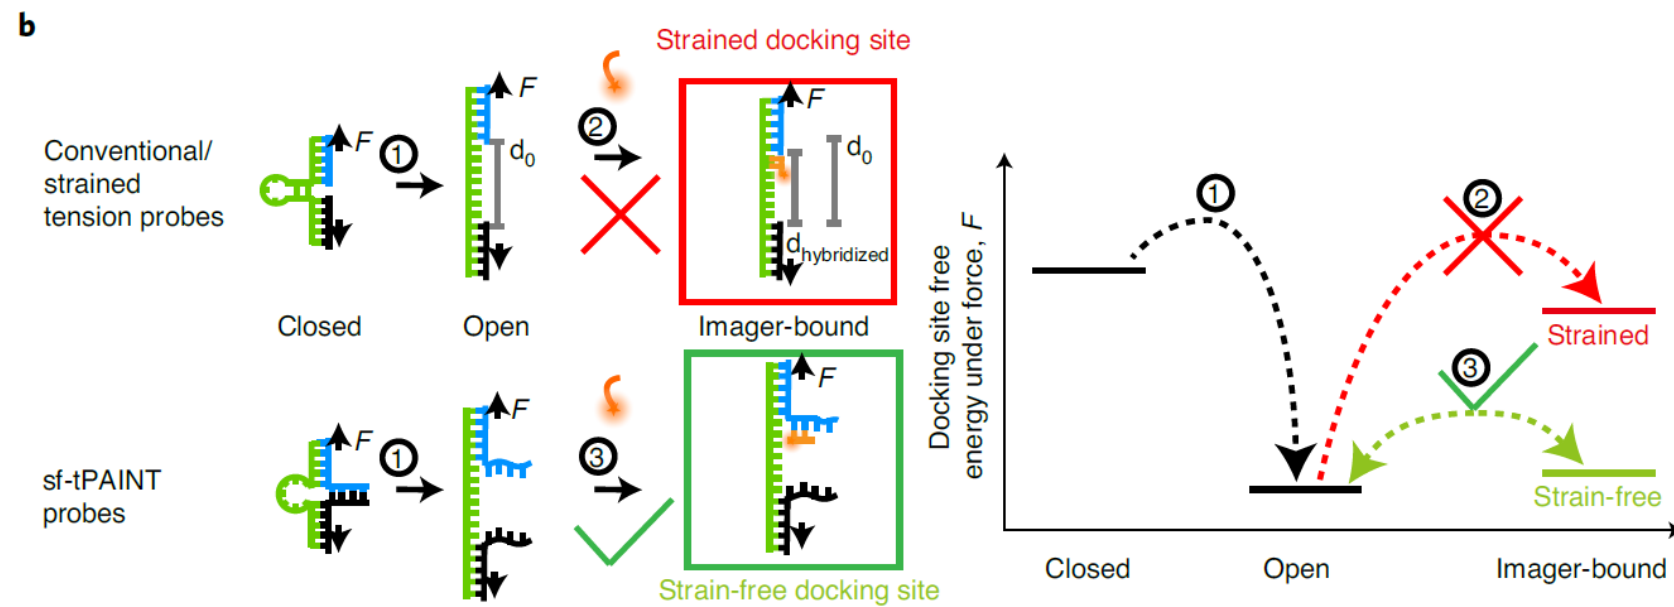 b
Strained docking site
Conventional/
strained
tension probes
F
1
F
d0
2
F
d0
dhybridized
Closed
Open
Imager-bound
sf-tPAINT
probes
F
1
F
3
F
Strain-free docking site
Docking site free
energy under force, F
1
2
Strained
3
Strain-free
Closed
Open
Imager-bound